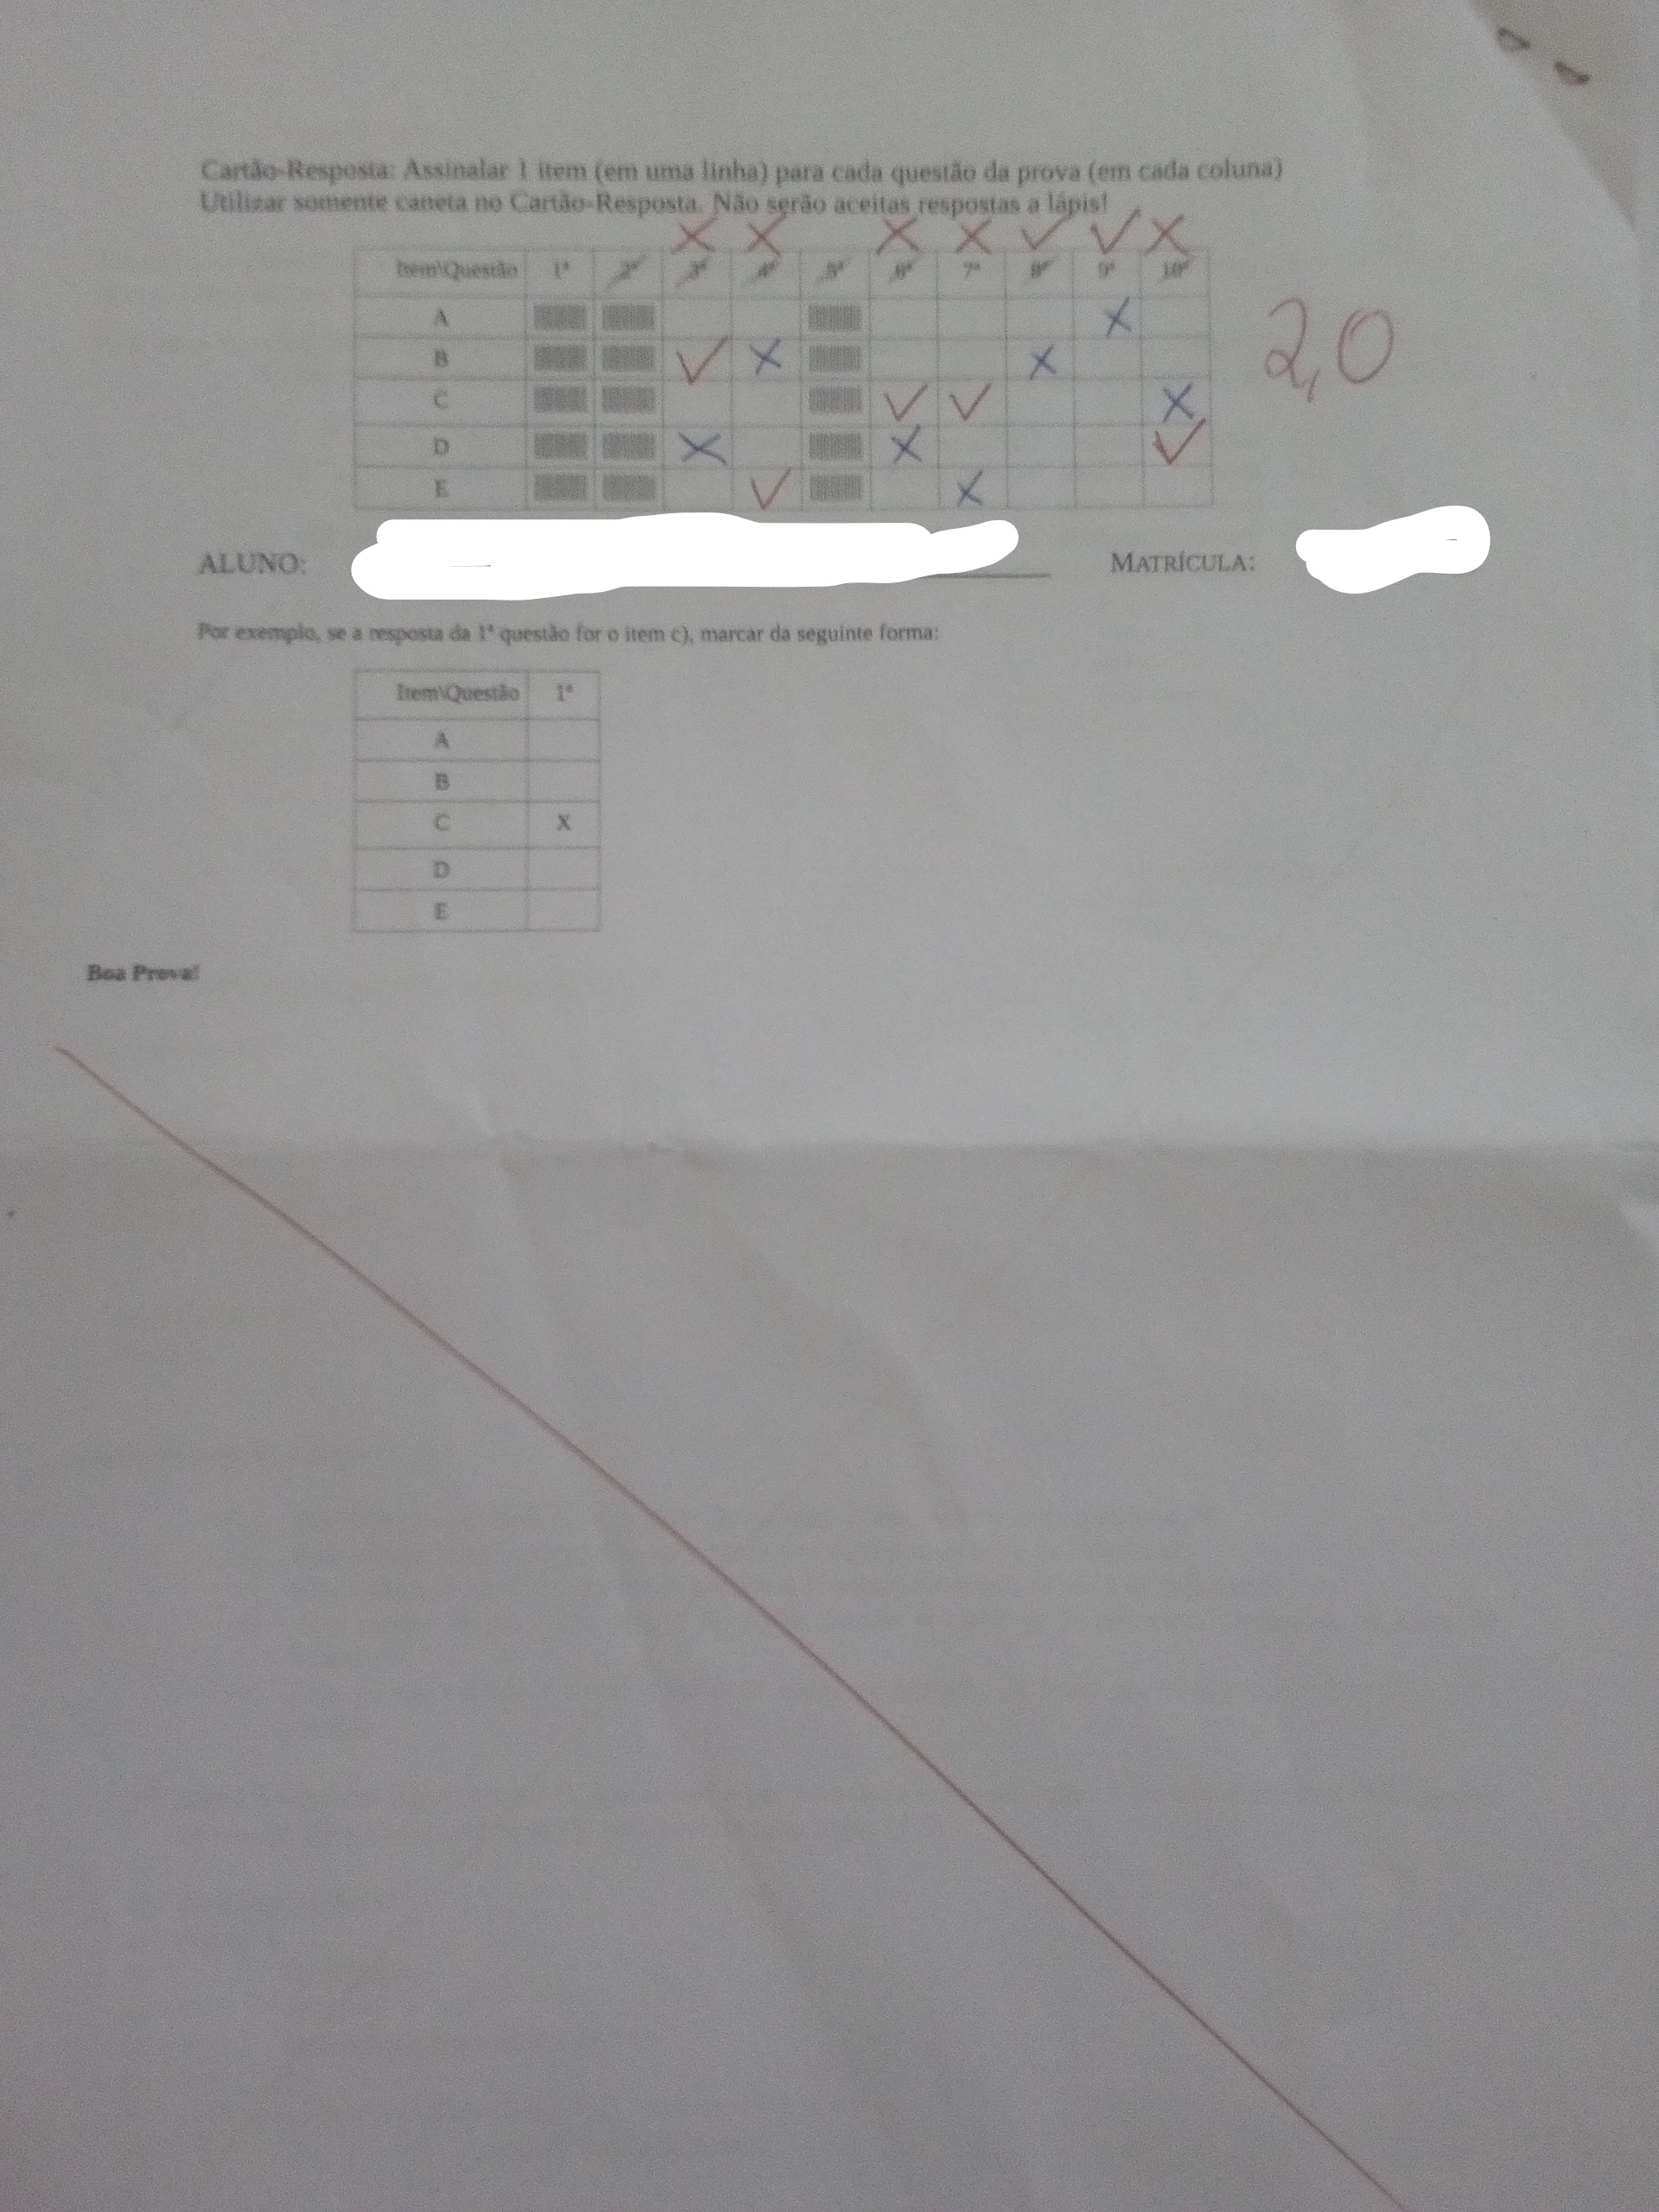 Cartão-Resposta: Assinalar 1 item (em uma linha) para cada questão da prova (em cada coluna)
Utilizar somente caneta no Cartão-Resposta. Não serão aceitas respostas a lápis!
X X X X ✓ ✓ X
Item\Questão 1ª 2ª 3ª 4ª 5ª 6ª 7ª 8ª 9ª 10ª
A X
B ✓ X X
C ✓ ✓ X
D X X ✓
E ✓ X
2,0
ALUNO: MATRÍCULA:
Por exemplo, se a resposta da 1ª questão for o item c), marcar da seguinte forma:
Item\Questão 1ª
A
B
C X
D
E
Boa Prova!